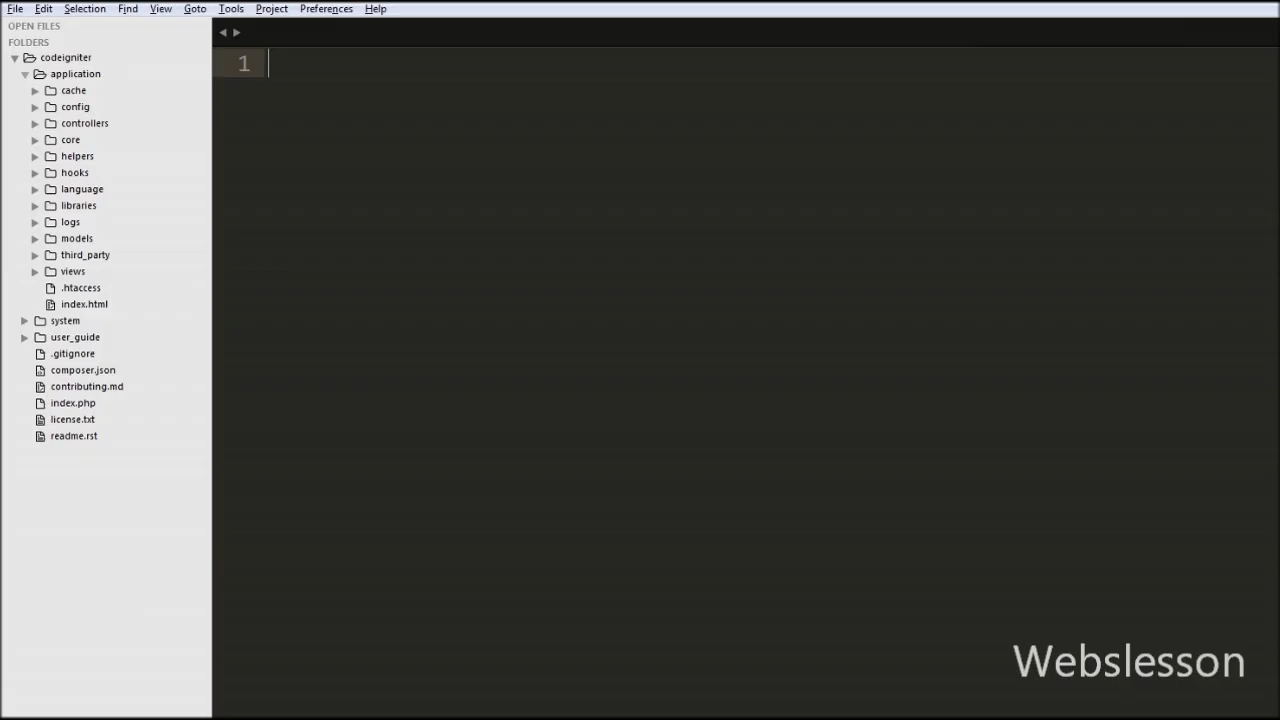 File Edit Selection Find View Goto Tools Project Preferences Help
OPEN FILES
FOLDERS
codeigniter
application
cache
config
controllers
core
helpers
hooks
language
libraries
logs
models
third_party
views
.htaccess
index.html
system
user_guide
.gitignore
composer.json
contributing.md
index.php
license.txt
readme.rst
1
Webslesson